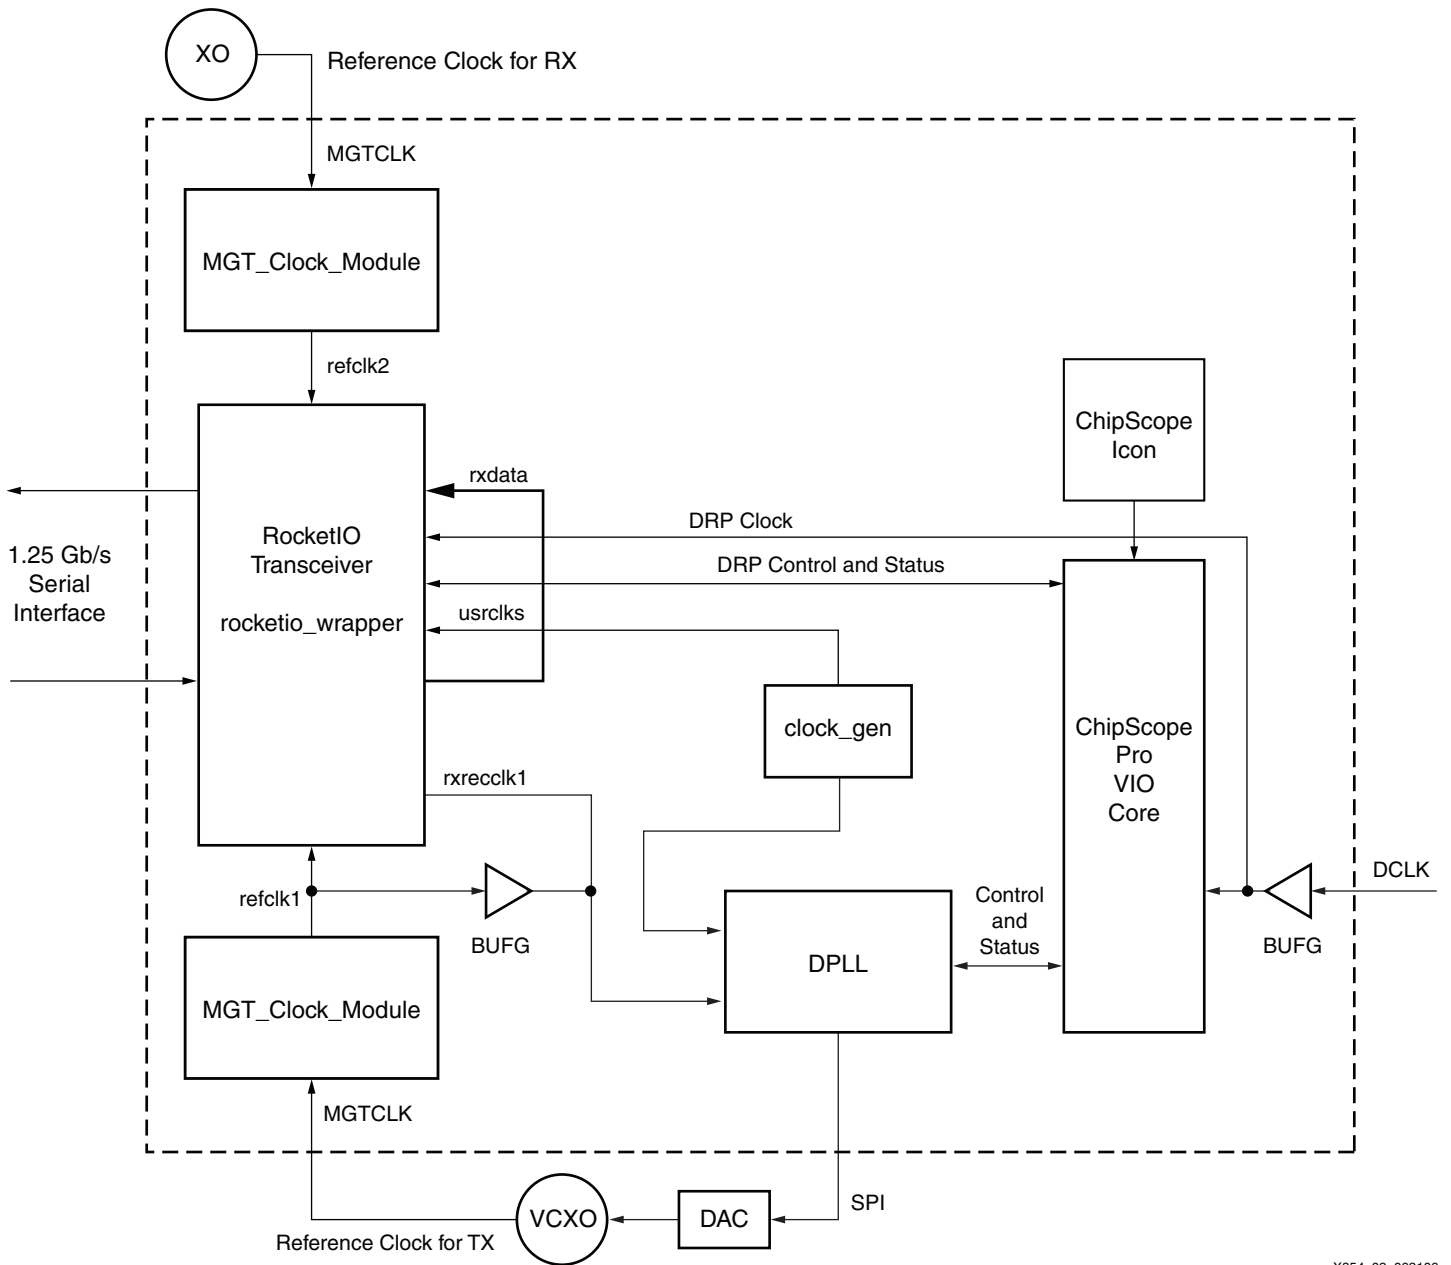 XO
Reference Clock for RX
MGTCLK
MGT_Clock_Module
refclk2
ChipScope
Icon
rxdata
DRP Clock
1.25 Gb/s
Serial
Interface
RocketIO
Transceiver
rocketio_wrapper
DRP Control and Status
usrclks
clock_gen
ChipScope
Pro
VIO
Core
rxrecclk1
refclk1
BUFG
DPLL
Control
and
Status
DCLK
BUFG
MGT_Clock_Module
MGTCLK
VCXO
DAC
SPI
Reference Clock for TX